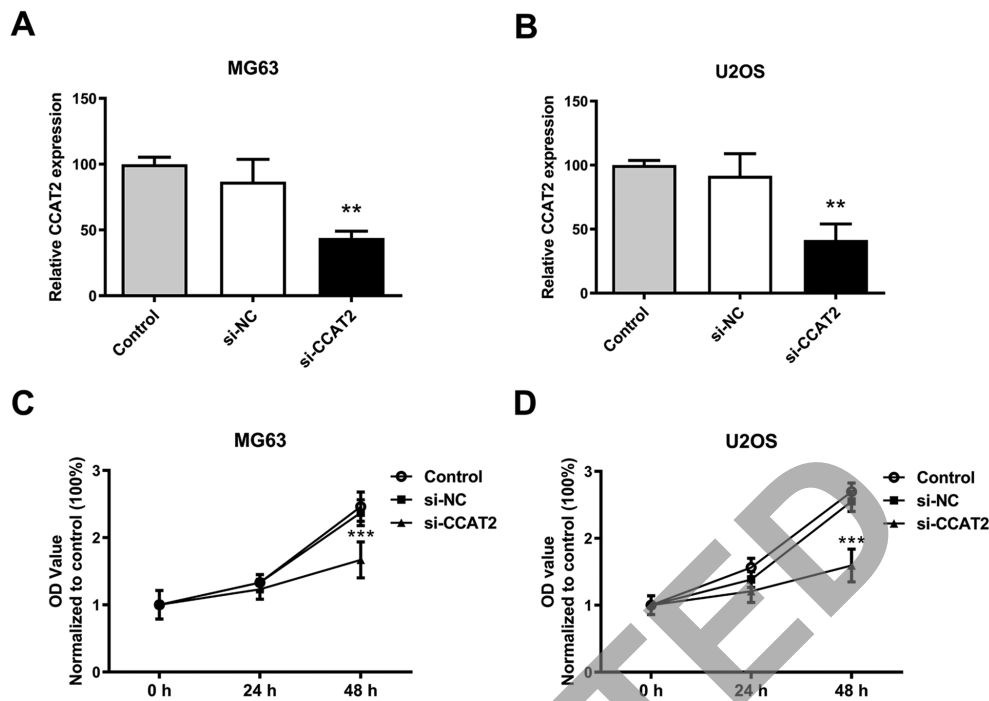 A
MG63
Relative CCAT2 expression
150
100
50
0
Control
si-NC
si-CCAT2
**
B
U2OS
Relative CCAT2 expression
150
100
50
0
Control
si-NC
si-CCAT2
**
C
MG63
OD Value
Normalized to control (100%)
3
2
1
0
0 h
24 h
48 h
Control
si-NC
si-CCAT2
***
D
U2OS
OD value
Normalized to control (100%)
3
2
1
0
0 h
24 h
48 h
Control
si-NC
si-CCAT2
***
TED